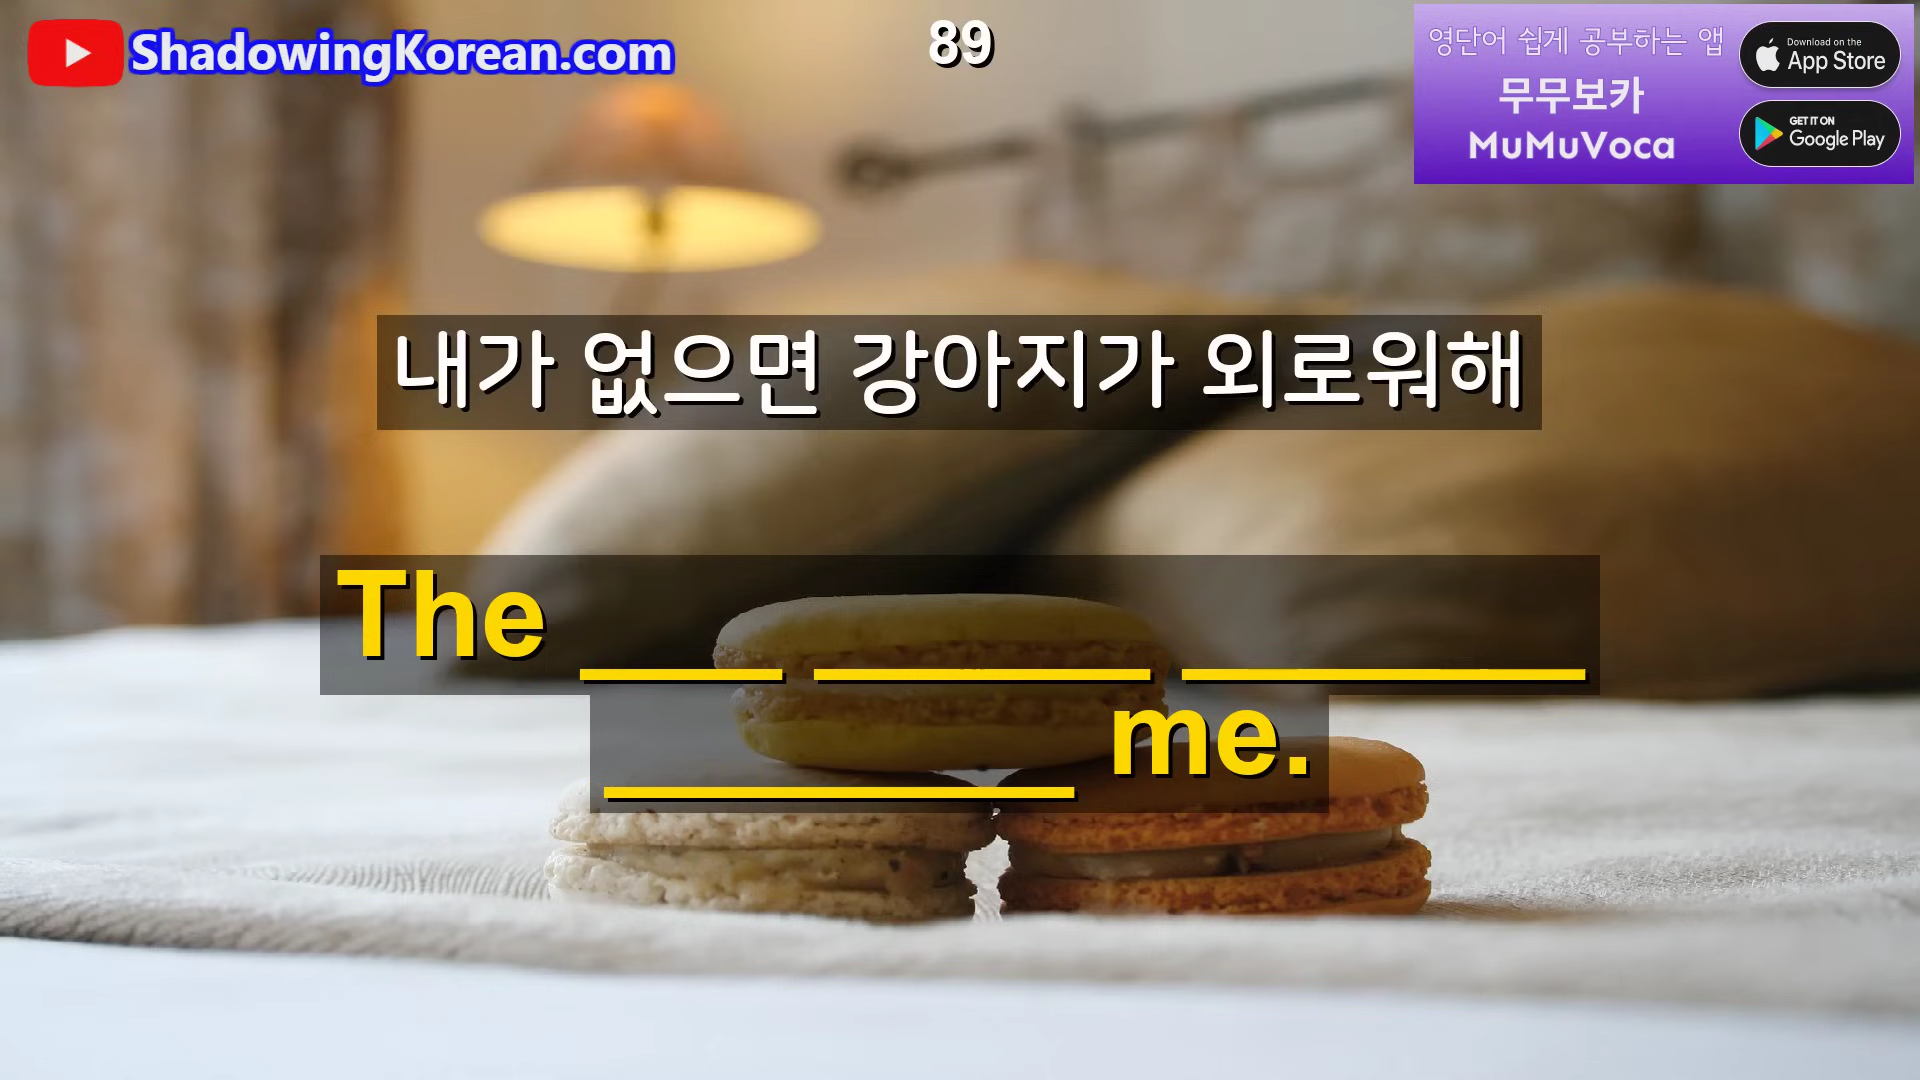 ShadowingKorean.com
89
영단어 쉽게 공부하는 앱
무무보카
MuMuVoca
Download on the
App Store
GET IT ON
Google Play
내가 없으면 강아지가 외로워해
The ___ _____ ______
_______ me.